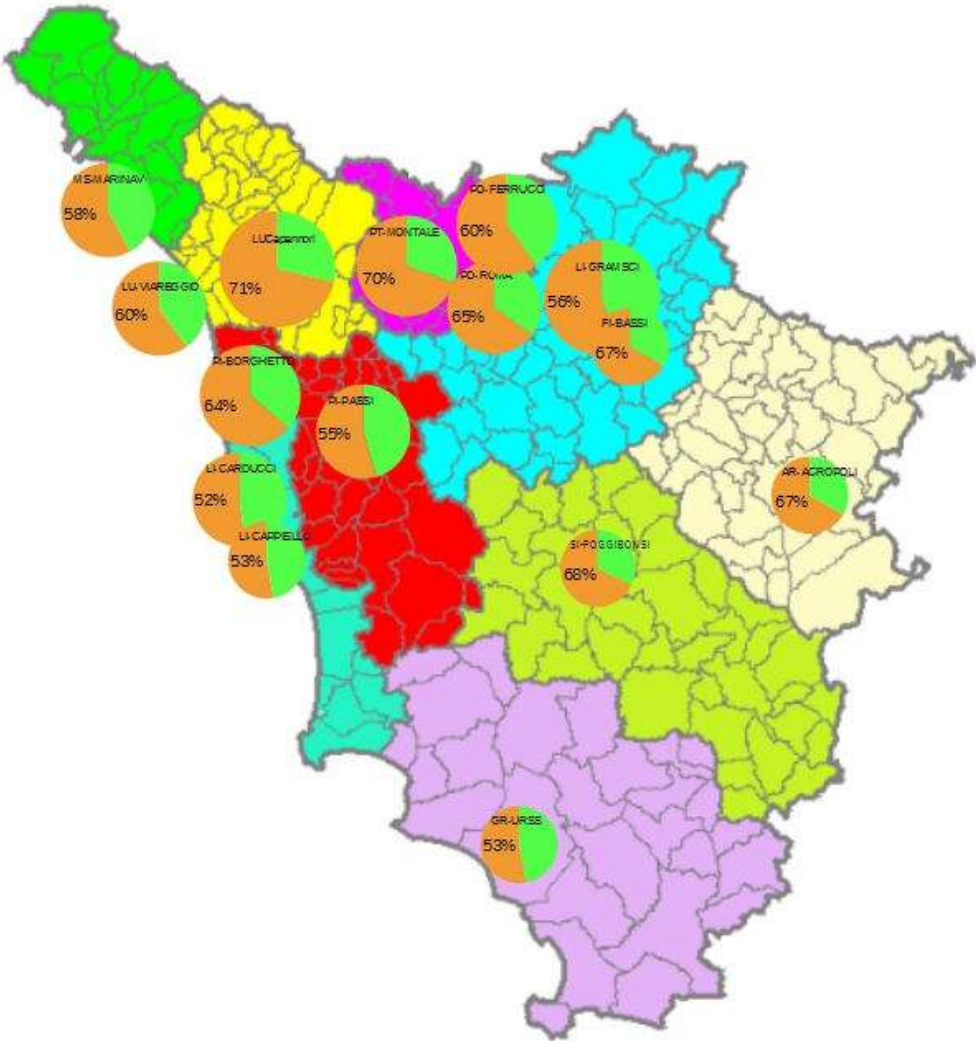 MS-MARINAV
58%
PO-FERRUCCI
60%
LUCapannori
71%
PT-MONTALE
70%
LI-GRAMSCI
56%
PO-ROMA
65%
LU-VIAREGGIO
60%
FI-BASSI
67%
PI-BORGHETTO
64%
PI-PASSI
55%
LI-CARDUCCI
52%
AR-ACROPOLI
67%
LI-CAPPIELLO
53%
SI-POGGIBONSI
68%
GR-URSS
53%